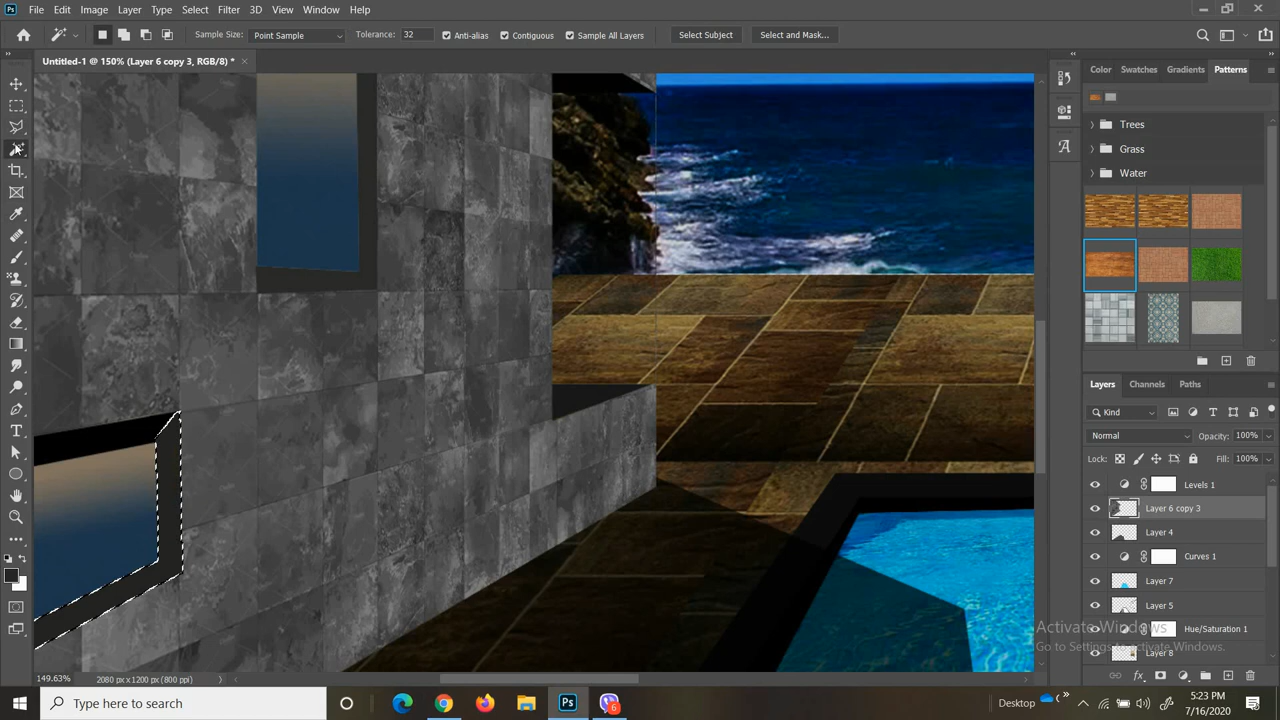 File Edit Image Layer Type Select Filter 3D View Window Help
Sample Size: Point Sample Tolerance: 32 Anti-alias Contiguous Sample All Layers Select Subject Select and Mask...
Untitled-1 @ 150% (Layer 6 copy 3, RGB/8) * ×
Color Swatches Gradients Patterns
Trees
Grass
Water
Layers Channels Paths
Kind
Normal Opacity: 100%
Lock: Fill: 100%
Levels 1
Layer 6 copy 3
Layer 4
Curves 1
Layer 7
Layer 5
Hue/Saturation 1
Layer 8
Activate Windows
Go to Settings to Activate Windows.
149.63% 2080 px x 1200 px (800 ppi)
Type here to search
Desktop
6
5:23 PM
7/16/2020